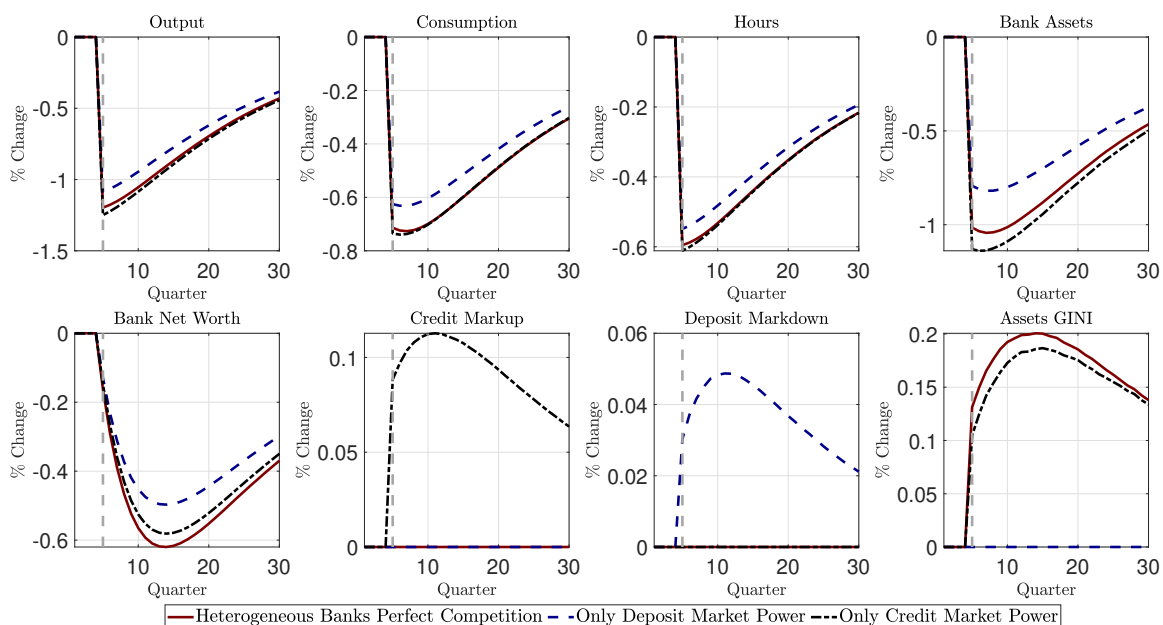 Output
Consumption
Hours
Bank Assets
0
-0.5
-1
-1.5
% Change
10
20
30
Quarter
0
-0.2
-0.4
-0.6
-0.8
% Change
10
20
30
Quarter
0
-0.2
-0.4
-0.6
% Change
10
20
30
Quarter
0
-0.5
-1
% Change
10
20
30
Quarter
Bank Net Worth
Credit Markup
Deposit Markdown
Assets GINI
0
-0.2
-0.4
-0.6
% Change
10
20
30
Quarter
0.1
0.05
0
% Change
10
20
30
Quarter
0.06
0.04
0.02
0
% Change
10
20
30
Quarter
0.2
0.15
0.1
0.05
0
% Change
10
20
30
Quarter
Heterogeneous Banks Perfect Competition Only Deposit Market Power Only Credit Market Power